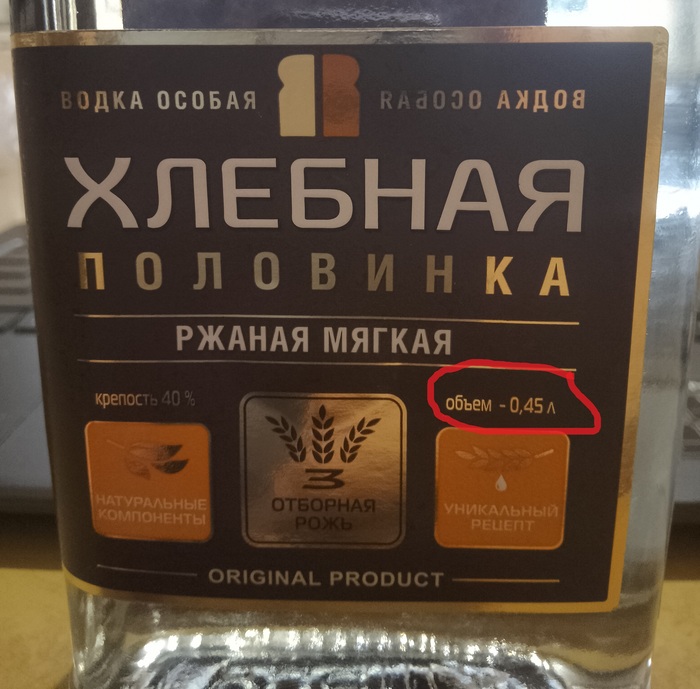 ВОДКА ОСОБАЯ ВОДКА ОСОБАЯ
ХЛЕБНАЯ
ПОЛОВИНКА
РЖАНАЯ МЯГКАЯ
крепость 40 % объем - 0,45 л
НАТУРАЛЬНЫЕ
КОМПОНЕНТЫ
ОТБОРНАЯ
РОЖЬ
УНИКАЛЬНЫЙ
РЕЦЕПТ
ORIGINAL PRODUCT